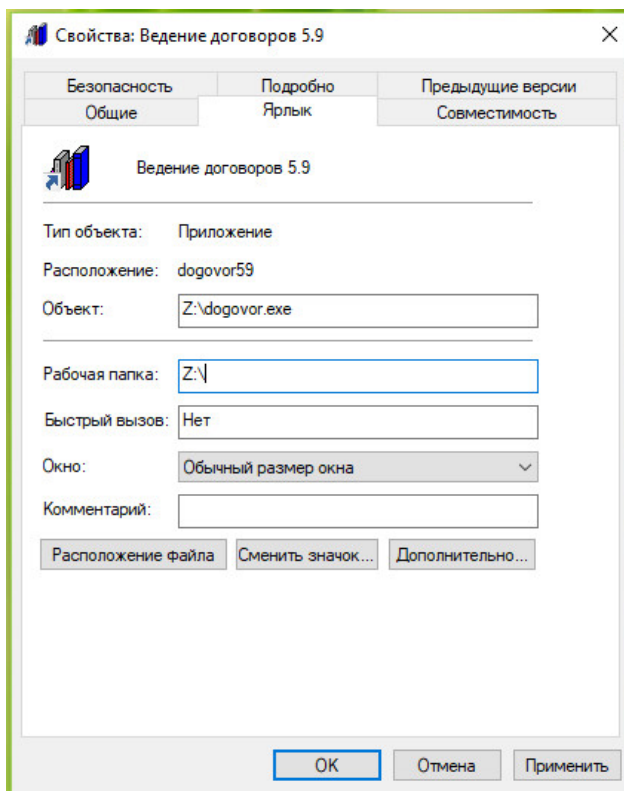 Свойства: Ведение договоров 5.9
Безопасность Подробно Предыдущие версии
Общие Ярлык Совместимость
Ведение договоров 5.9
Тип объекта: Приложение
Расположение: dogovor59
Объект: Z:\dogovor.exe
Рабочая папка: Z:\
Быстрый вызов: Нет
Окно: Обычный размер окна
Комментарий:
Расположение файла Сменить значок... Дополнительно...
OK Отмена Применить